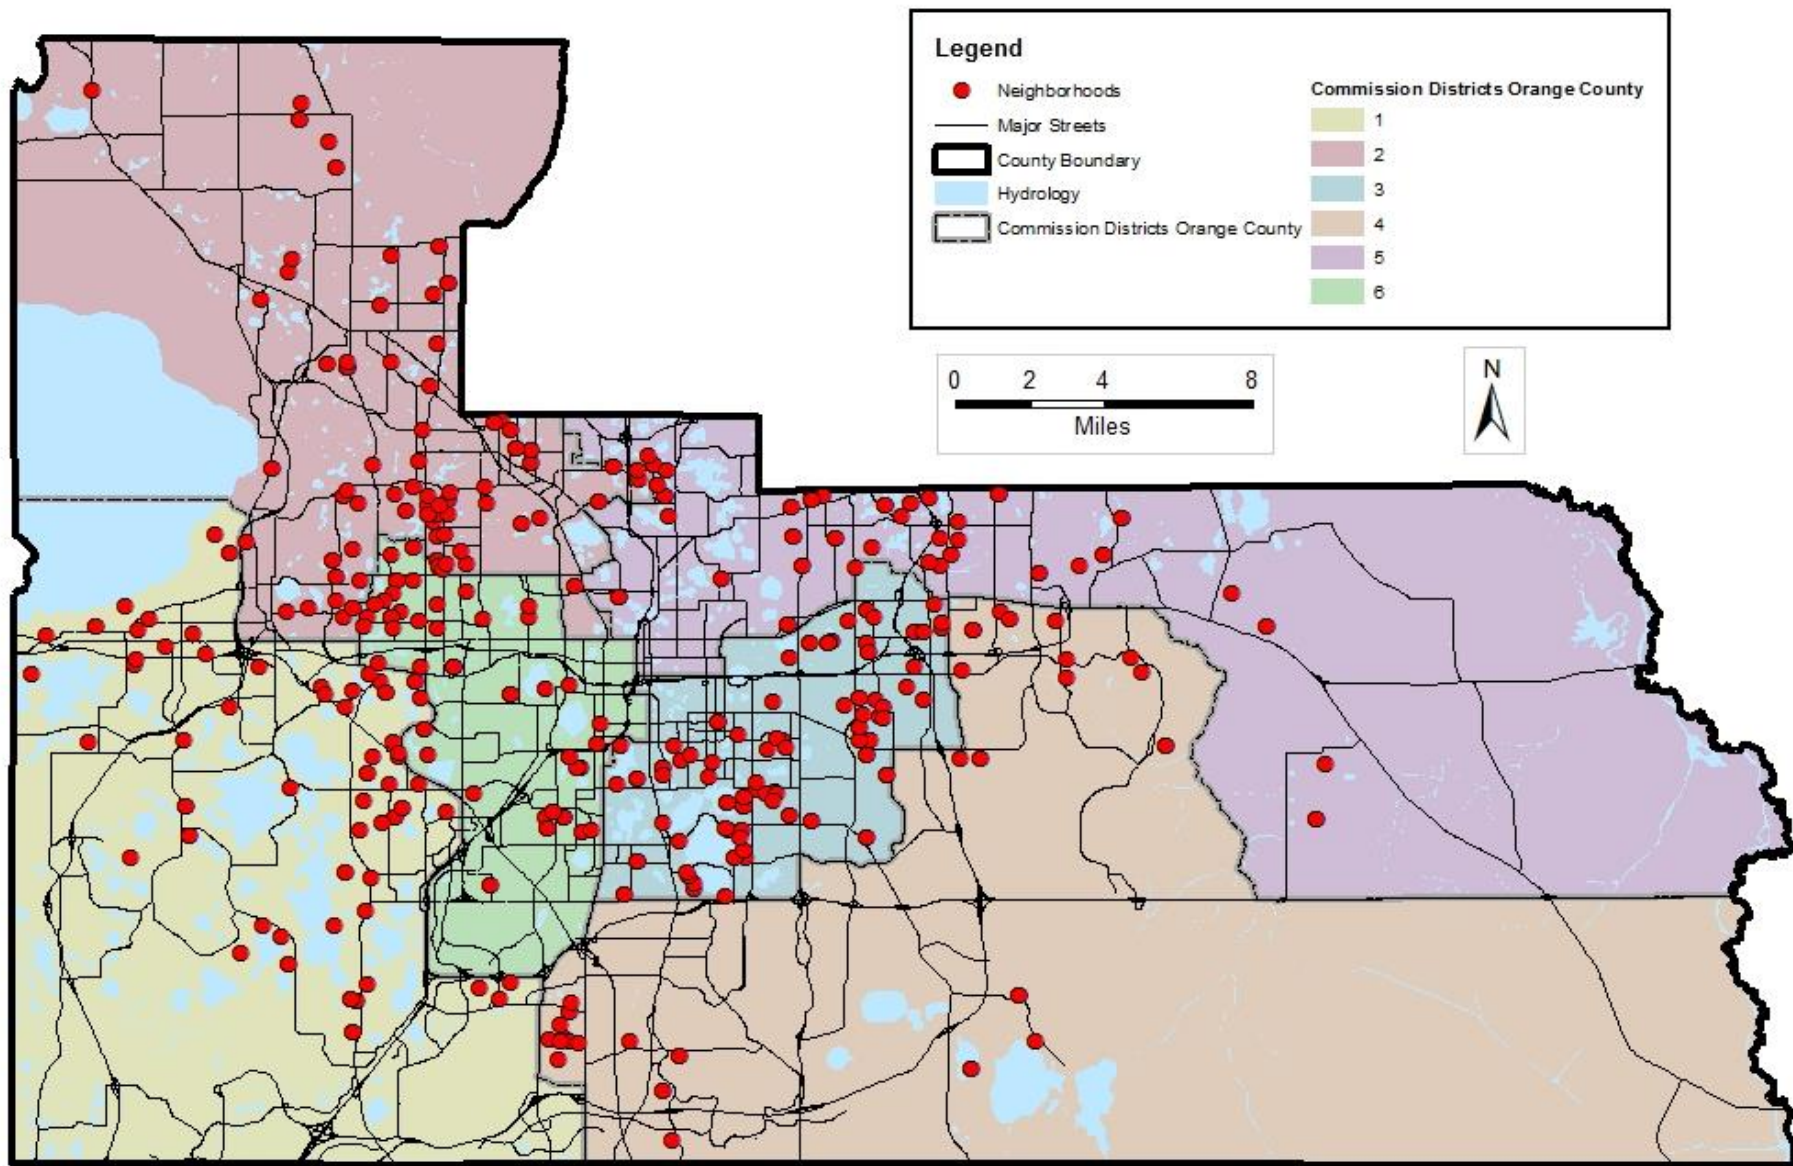 Legend
Neighborhoods
Major Streets
County Boundary
Hydrology
Commission Districts Orange County
Commission Districts Orange County
1
2
3
4
5
6
0 2 4 8
Miles
N